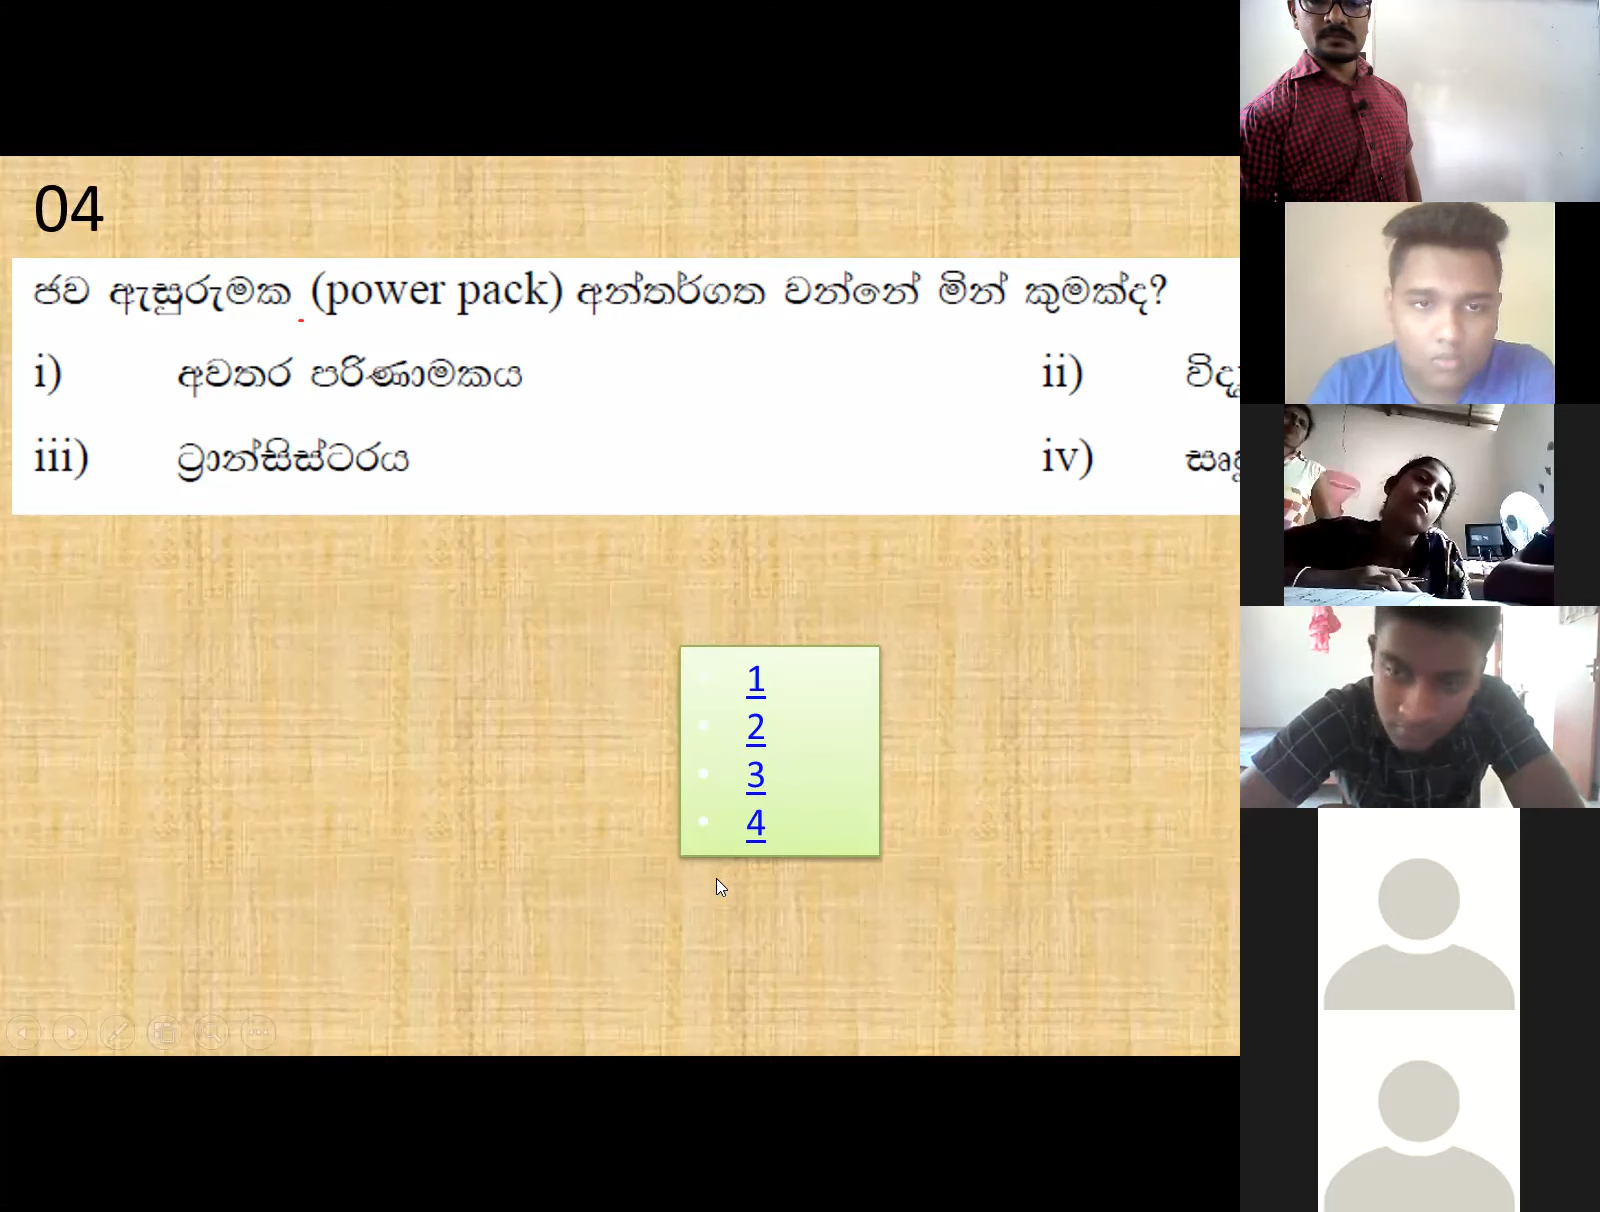 04
ජව ඇසුරුමක (power pack) අන්තර්ගත වන්නේ මින් කුමක්ද?
i) අවතර පරිණාමකය ii)
iii) ට්‍රාන්සිස්ටරය iv)
1
2
3
4